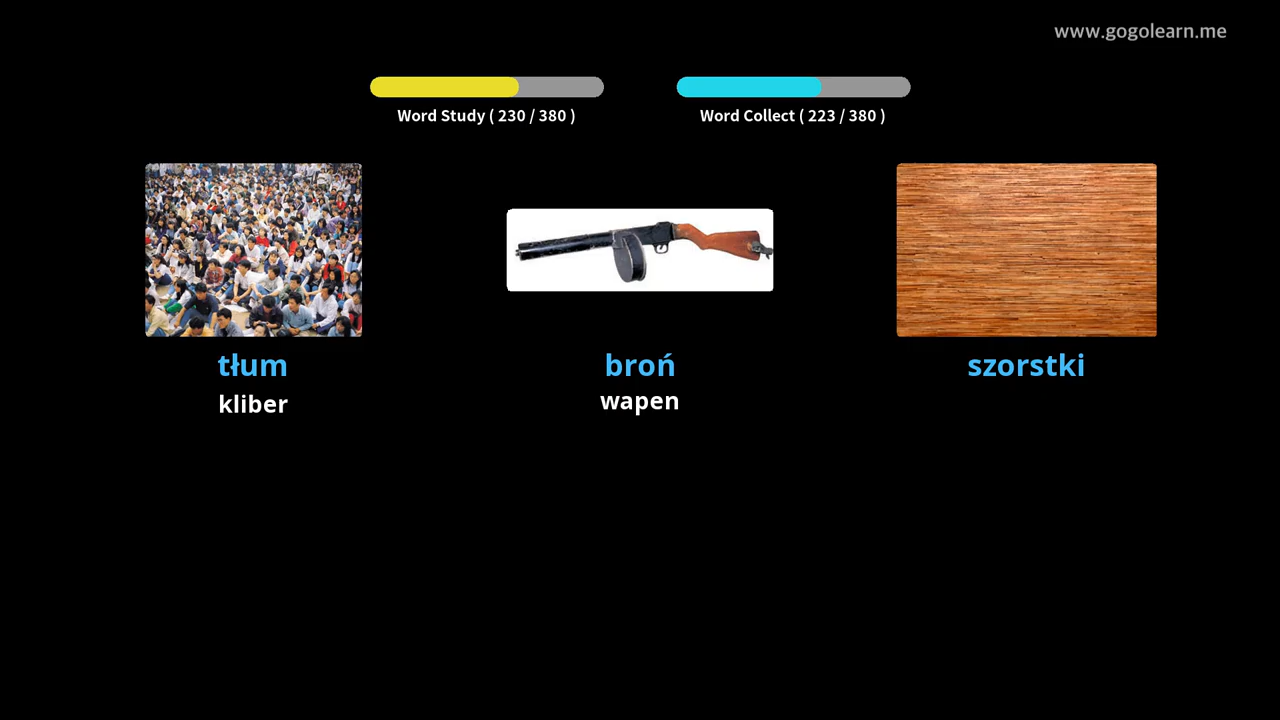 www.gogolearn.me
Word Study ( 230 / 380 )
Word Collect ( 223 / 380 )
tłum
broń
szorstki
kliber
wapen